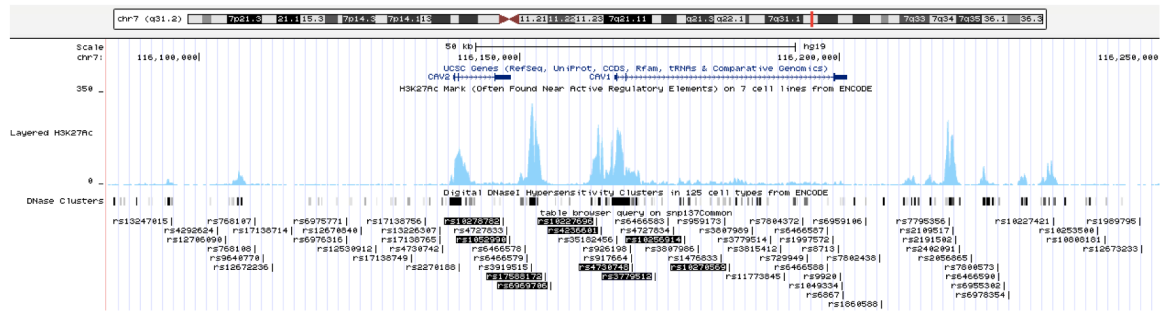 chr7 (q31.2) 7p21.3 21.1 15.3 7p14.3 7p14.1 13 11.21 11.22 11.23 7q21.11 q21.3 q22.1 7q31.1 7q33 7q34 7q35 36.1 36.3
Scale 50 kb hg19
chr7: 116,100,000 116,150,000 116,200,000 116,250,000
UCSC Genes (RefSeq, UniProt, CCDS, Rfam, tRNAs & Comparative Genomics)
CAV2 CAV1
H3K27Ac Mark (Often Found Near Active Regulatory Elements) on 7 cell lines from ENCODE
350 _
Layered H3K27Ac
0 _
Digital DNaseI Hypersensitivity Clusters in 125 cell types from ENCODE
DNase Clusters
table browser query on snp137Common
rs13247015 rs768107 rs6975771 rs17138756 rs10278782 rs10227696 rs6466583 rs959173 rs7804372 rs6959106 rs7795356 rs10227421 rs1989795
rs4292624 rs17138714 rs12670840 rs13226307 rs4727833 rs4236601 rs4727834 rs3807989 rs6466587 rs2109517 rs10253500
rs12706090 rs6976316 rs17138765 rs1052990 rs35182456 rs10256914 rs3779514 rs1997572 rs2191502 rs10808181
rs768108 rs12530912 rs4730742 rs6466578 rs926198 rs3807986 rs3815412 rs8713 rs2402091 rs12673233
rs9640770 rs17138749 rs6466579 rs917664 rs1476833 rs729949 rs7802438 rs2056865
rs12672236 rs2270188 rs3919515 rs4730748 rs10270569 rs6466588 rs7800573
rs17588172 rs3779512 rs11773845 rs9920 rs6466590
rs6969706 rs1049334 rs6955302
rs6867 rs6978354
rs1860588